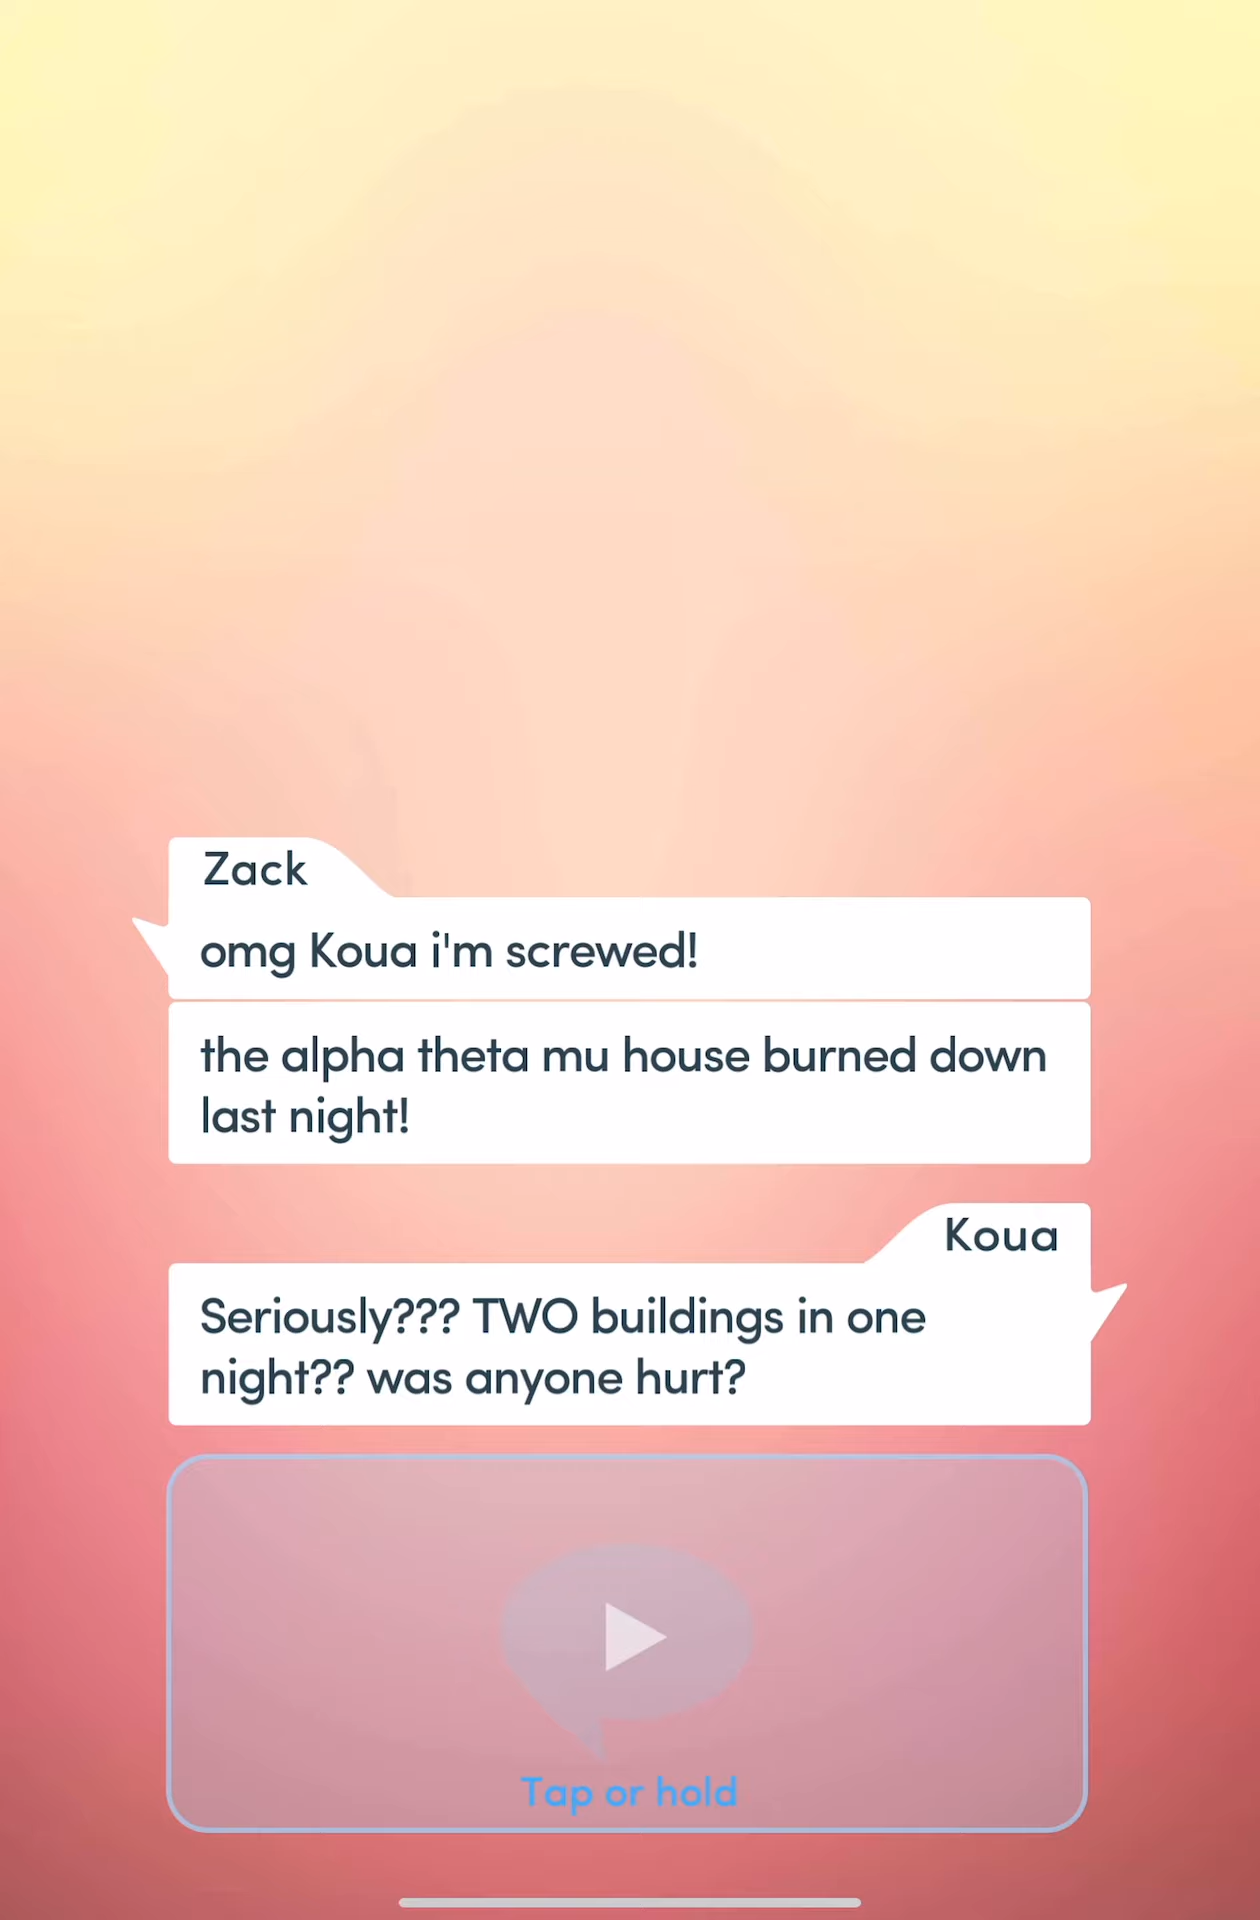 Zack
omg Koua i'm screwed!
the alpha theta mu house burned down
last night!
Koua
Seriously??? TWO buildings in one
night?? was anyone hurt?
Tap or hold